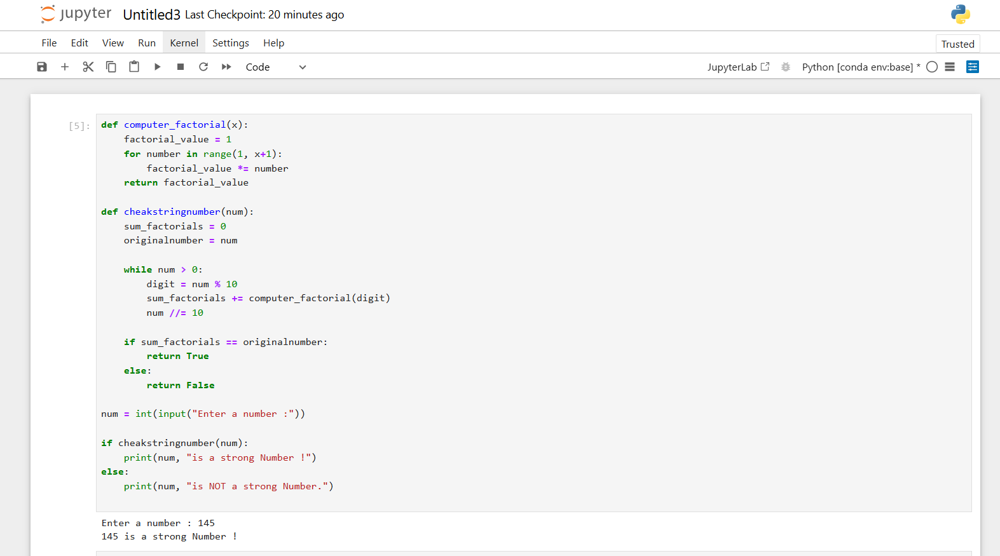 jupyter Untitled3 Last Checkpoint: 20 minutes ago
File Edit View Run Kernel Settings Help
Trusted
Code
JupyterLab
Python [conda env:base] *
[5]:
def computer_factorial(x):
    factorial_value = 1
    for number in range(1, x+1):
        factorial_value *= number
    return factorial_value
def cheakstringnumber(num):
    sum_factorials = 0
    originalnumber = num
    while num > 0:
        digit = num % 10
        sum_factorials += computer_factorial(digit)
        num //= 10
    if sum_factorials == originalnumber:
        return True
    else:
        return False
num = int(input("Enter a number :"))
if cheakstringnumber(num):
    print(num, "is a strong Number !")
else:
    print(num, "is NOT a strong Number.")
Enter a number : 145
145 is a strong Number !